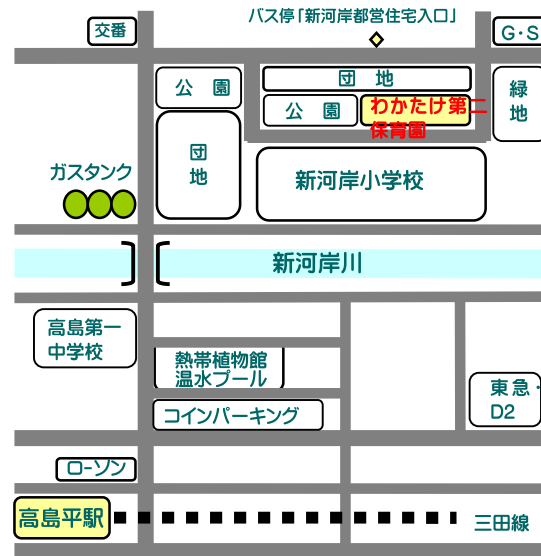 バス停「新河岸都営住宅入口」
交番
G・S
公 園
団 地
緑
地
公 園
わかたけ第二
保育園
団
地
ガスタンク
新河岸小学校
新河岸川
高島第一
中学校
熱帯植物館
温水プール
東急・
D2
コインパーキング
ローソン
高島平駅
三田線